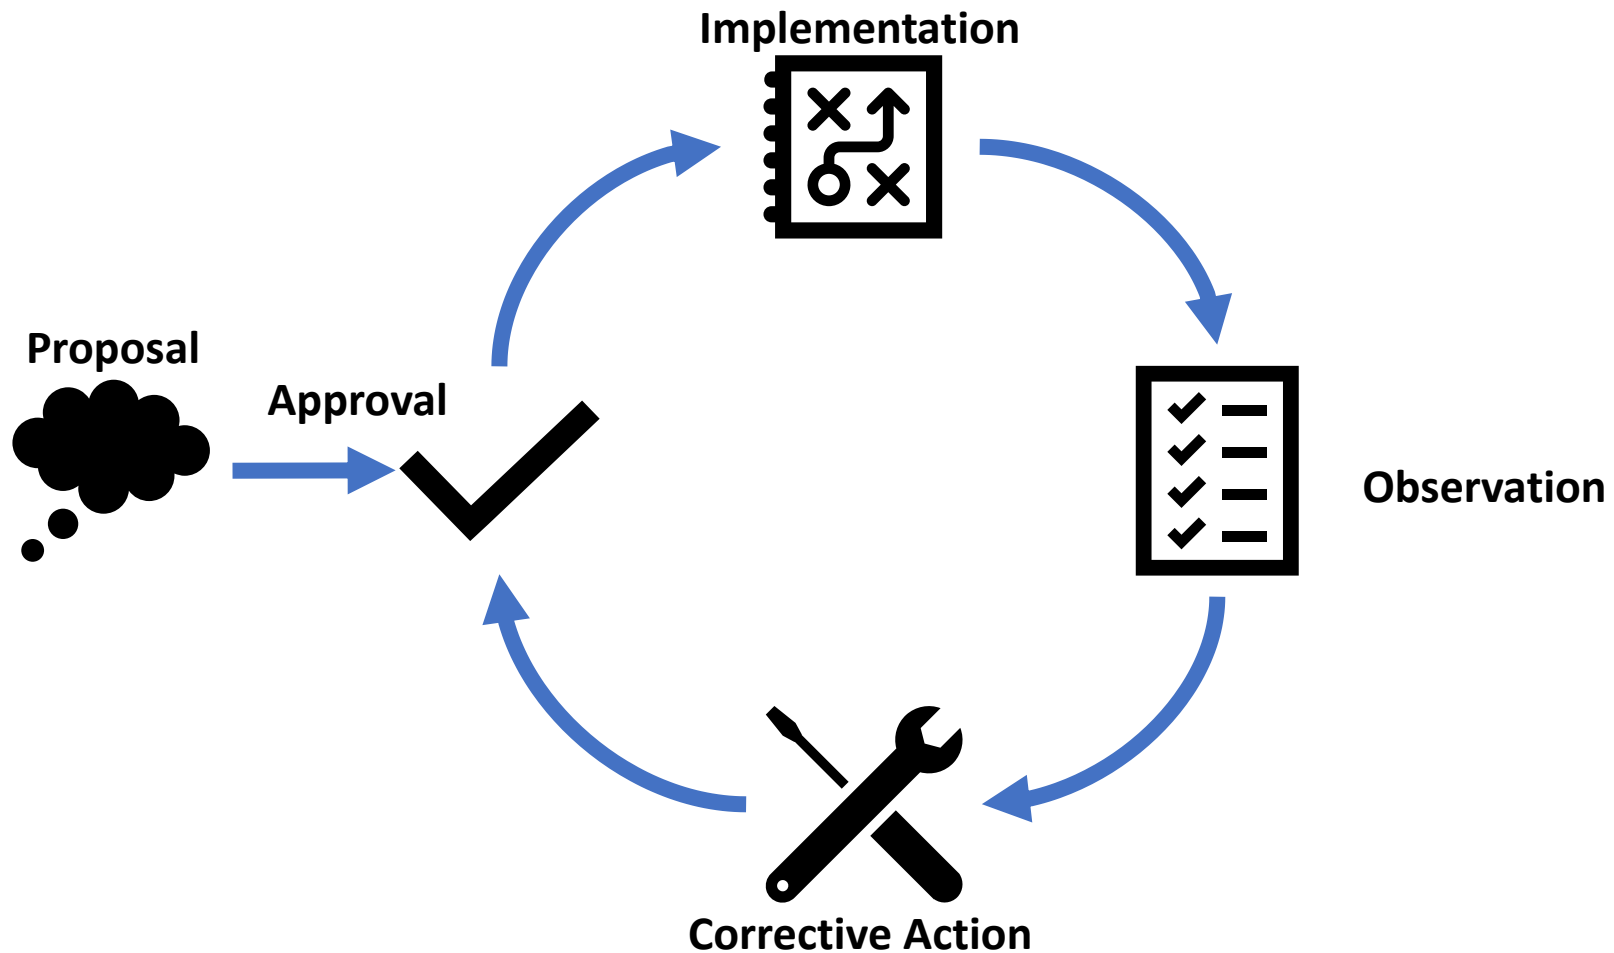 Implementation
Proposal
Approval
Observation
Corrective Action